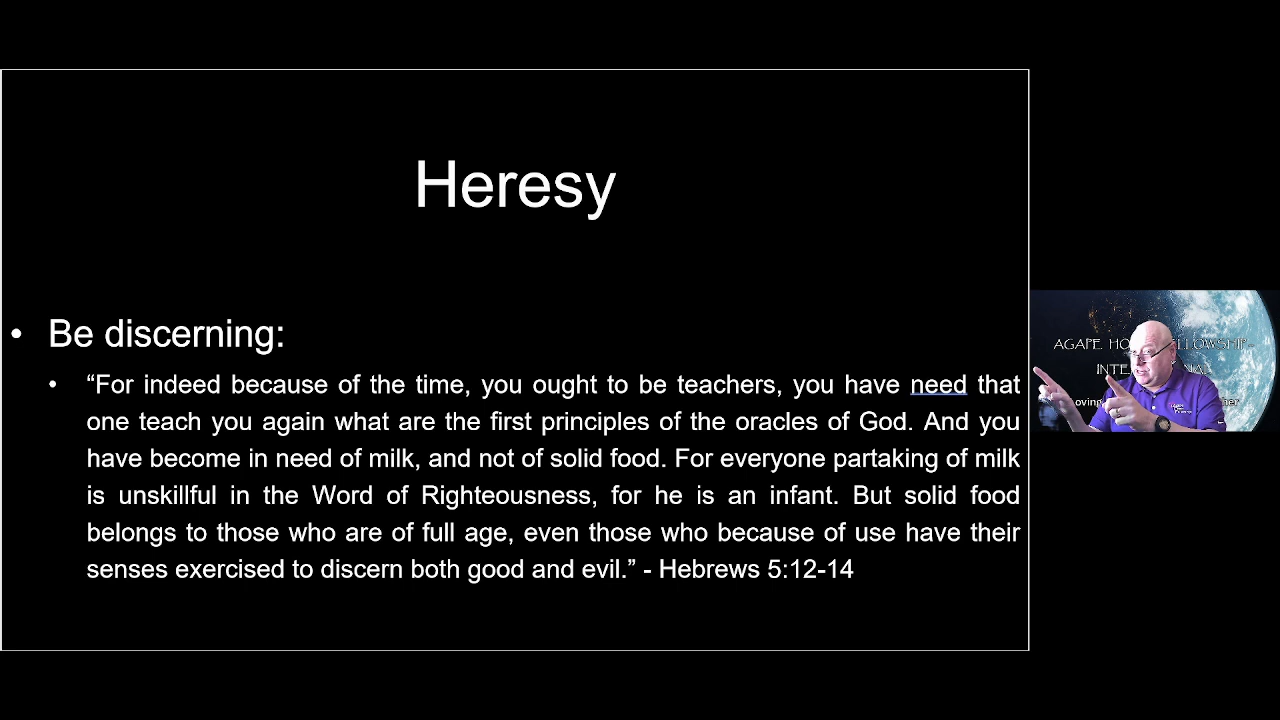 Heresy
• Be discerning:
• “For indeed because of the time, you ought to be teachers, you have need that
one teach you again what are the first principles of the oracles of God. And you
have become in need of milk, and not of solid food. For everyone partaking of milk
is unskillful in the Word of Righteousness, for he is an infant. But solid food
belongs to those who are of full age, even those who because of use have their
senses exercised to discern both good and evil.” - Hebrews 5:12-14
AGAPE